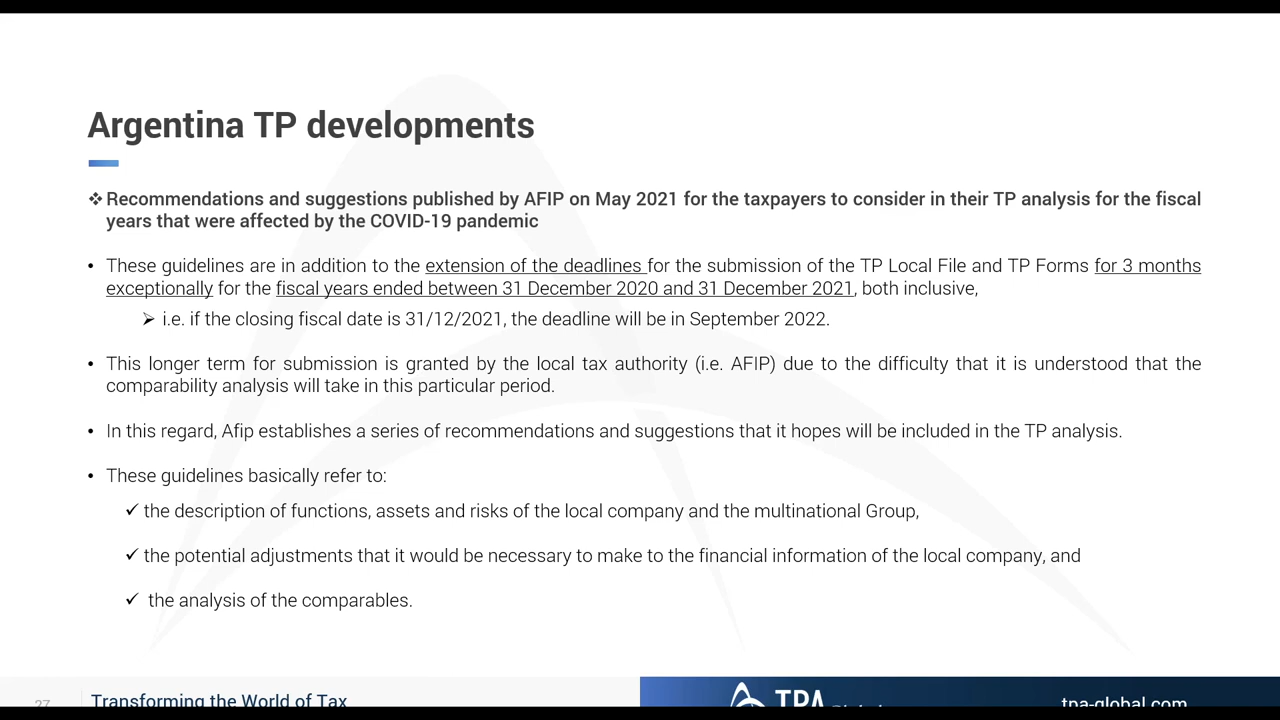 Argentina TP developments
❖ Recommendations and suggestions published by AFIP on May 2021 for the taxpayers to consider in their TP analysis for the fiscal
years that were affected by the COVID-19 pandemic
• These guidelines are in addition to the extension of the deadlines for the submission of the TP Local File and TP Forms for 3 months
exceptionally for the fiscal years ended between 31 December 2020 and 31 December 2021, both inclusive,
➢ i.e. if the closing fiscal date is 31/12/2021, the deadline will be in September 2022.
• This longer term for submission is granted by the local tax authority (i.e. AFIP) due to the difficulty that it is understood that the
comparability analysis will take in this particular period.
• In this regard, Afip establishes a series of recommendations and suggestions that it hopes will be included in the TP analysis.
• These guidelines basically refer to:
✓ the description of functions, assets and risks of the local company and the multinational Group,
✓ the potential adjustments that it would be necessary to make to the financial information of the local company, and
✓ the analysis of the comparables.
27
Transforming the World of Tax
TPA Global
tpa-global.com